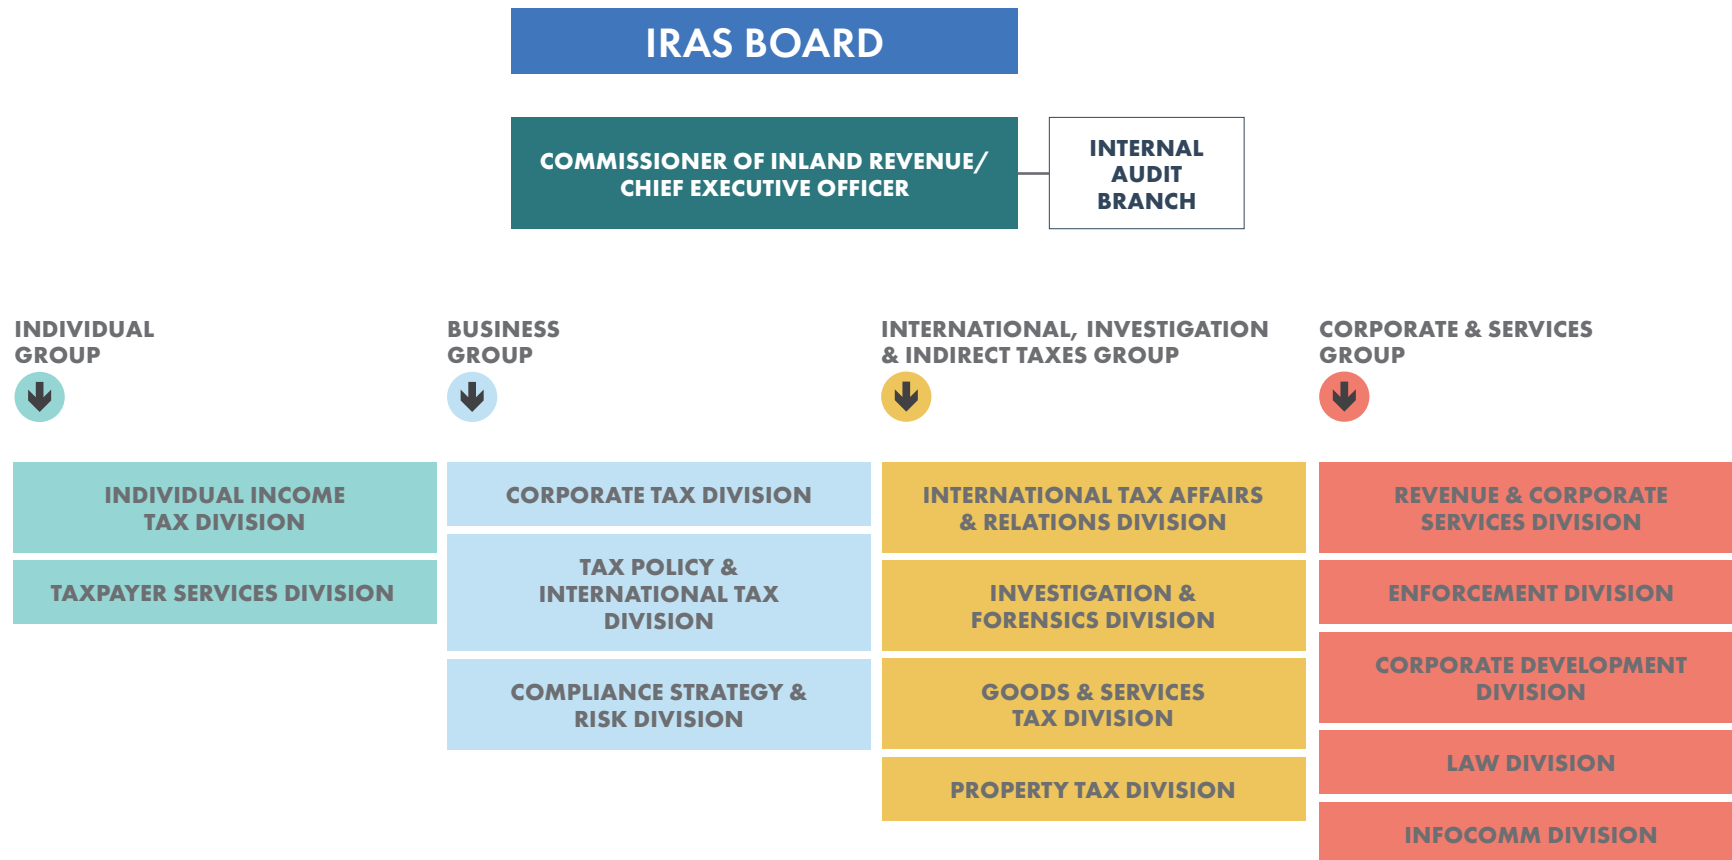 IRAS BOARD
COMMISSIONER OF INLAND REVENUE/
CHIEF EXECUTIVE OFFICER
INTERNAL
AUDIT
BRANCH
INDIVIDUAL
GROUP
INDIVIDUAL INCOME
TAX DIVISION
TAXPAYER SERVICES DIVISION
BUSINESS
GROUP
CORPORATE TAX DIVISION
TAX POLICY &
INTERNATIONAL TAX
DIVISION
COMPLIANCE STRATEGY &
RISK DIVISION
INTERNATIONAL, INVESTIGATION
& INDIRECT TAXES GROUP
INTERNATIONAL TAX AFFAIRS
& RELATIONS DIVISION
INVESTIGATION &
FORENSICS DIVISION
GOODS & SERVICES
TAX DIVISION
PROPERTY TAX DIVISION
CORPORATE & SERVICES
GROUP
REVENUE & CORPORATE
SERVICES DIVISION
ENFORCEMENT DIVISION
CORPORATE DEVELOPMENT
DIVISION
LAW DIVISION
INFOCOMM DIVISION